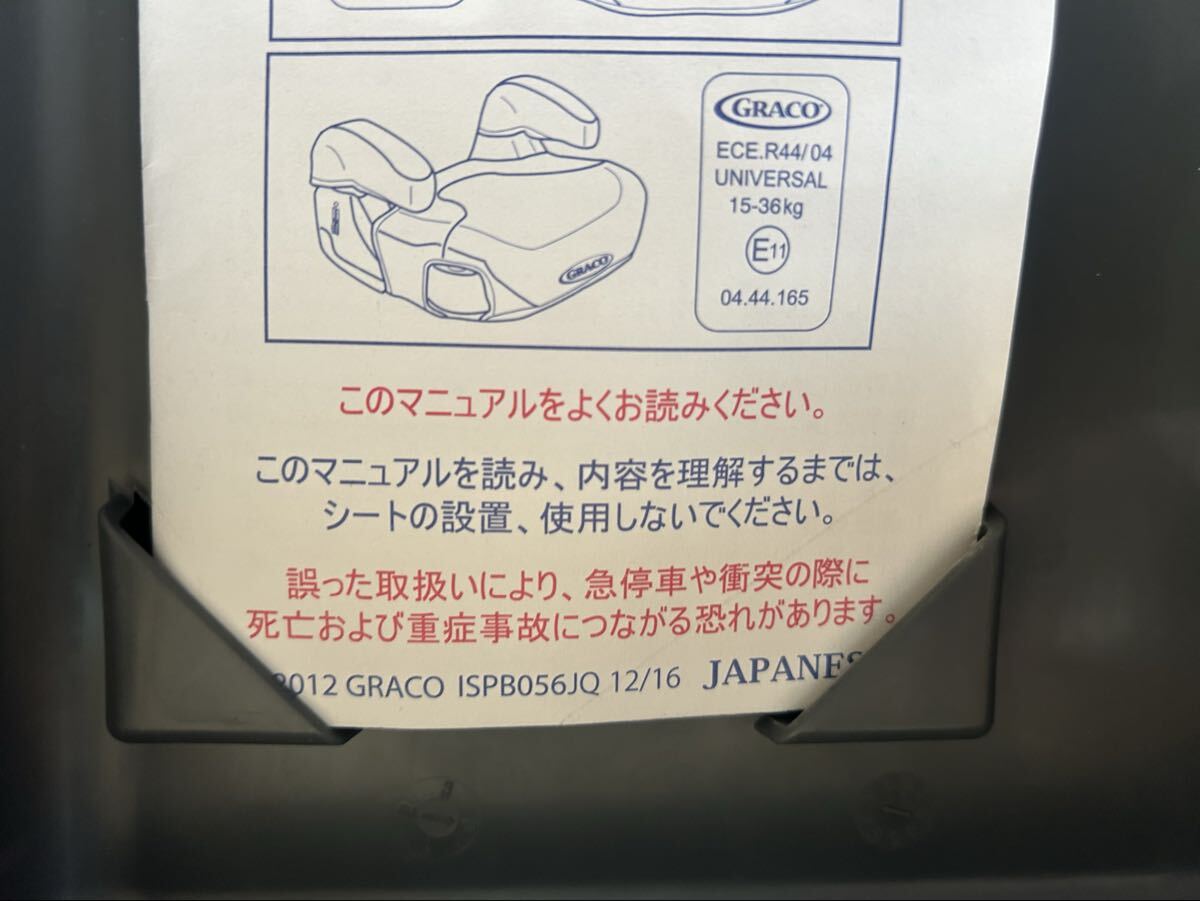 GRACO
ECE.R44/04
UNIVERSAL
15-36kg
E11
04.44.165
GRACO
このマニュアルをよくお読みください。
このマニュアルを読み、内容を理解するまでは、
シートの設置、使用しないでください。
誤った取扱いにより、急停車や衝突の際に
死亡および重症事故につながる恐れがあります。
2012 GRACO ISPB056JQ 12/16 JAPANES